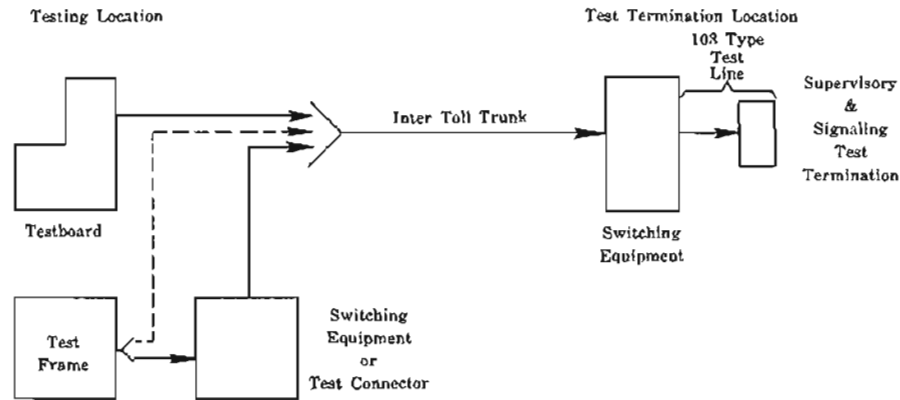 Testing Location
Test Termination Location
103 Type
Test
Line
Supervisory
&
Signaling
Test
Termination
Inter Toll Trunk
Testboard
Switching
Equipment
Test
Frame
Switching
Equipment
or
Test Connector